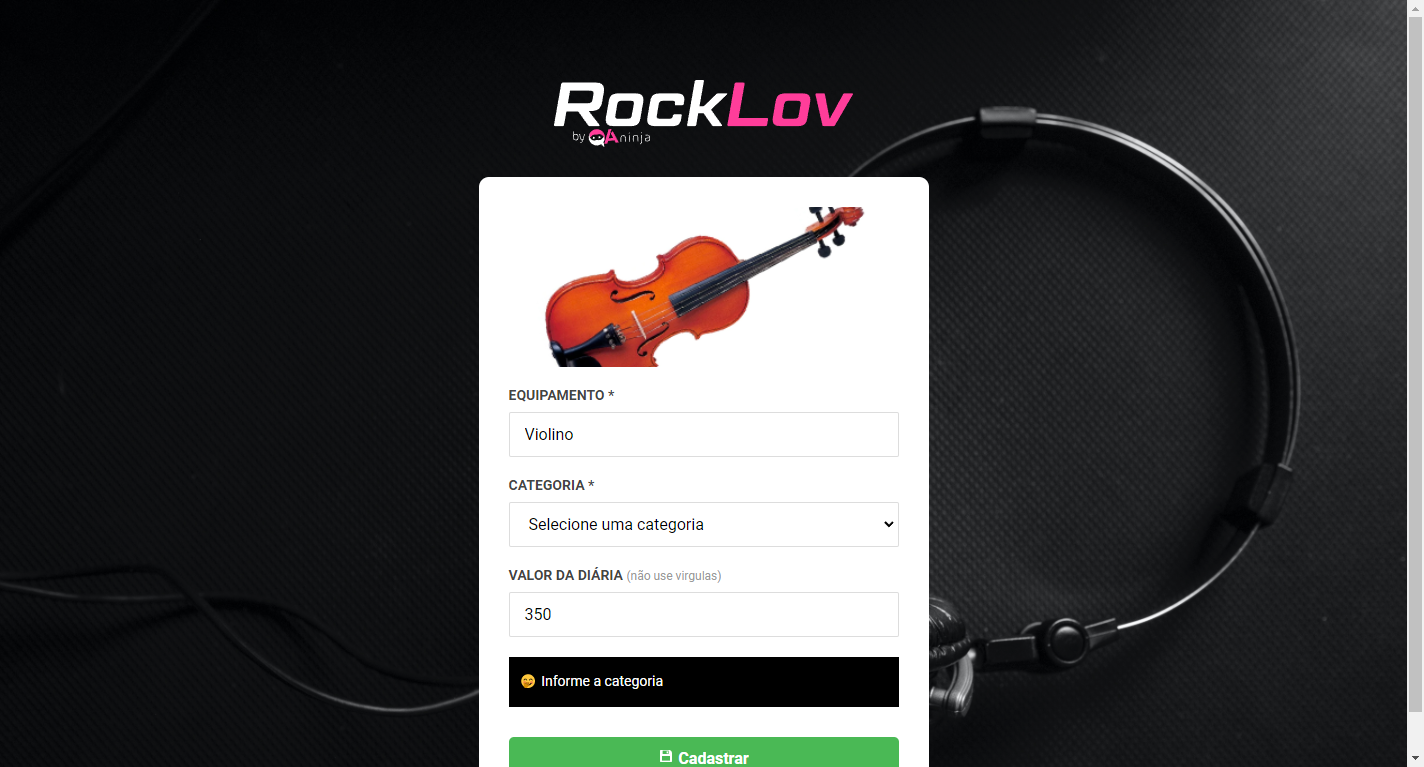 RockLov
by QAninja
EQUIPAMENTO *
Violino
CATEGORIA *
Selecione uma categoria
VALOR DA DIÁRIA (não use virgulas)
350
😋 Informe a categoria
Cadastrar